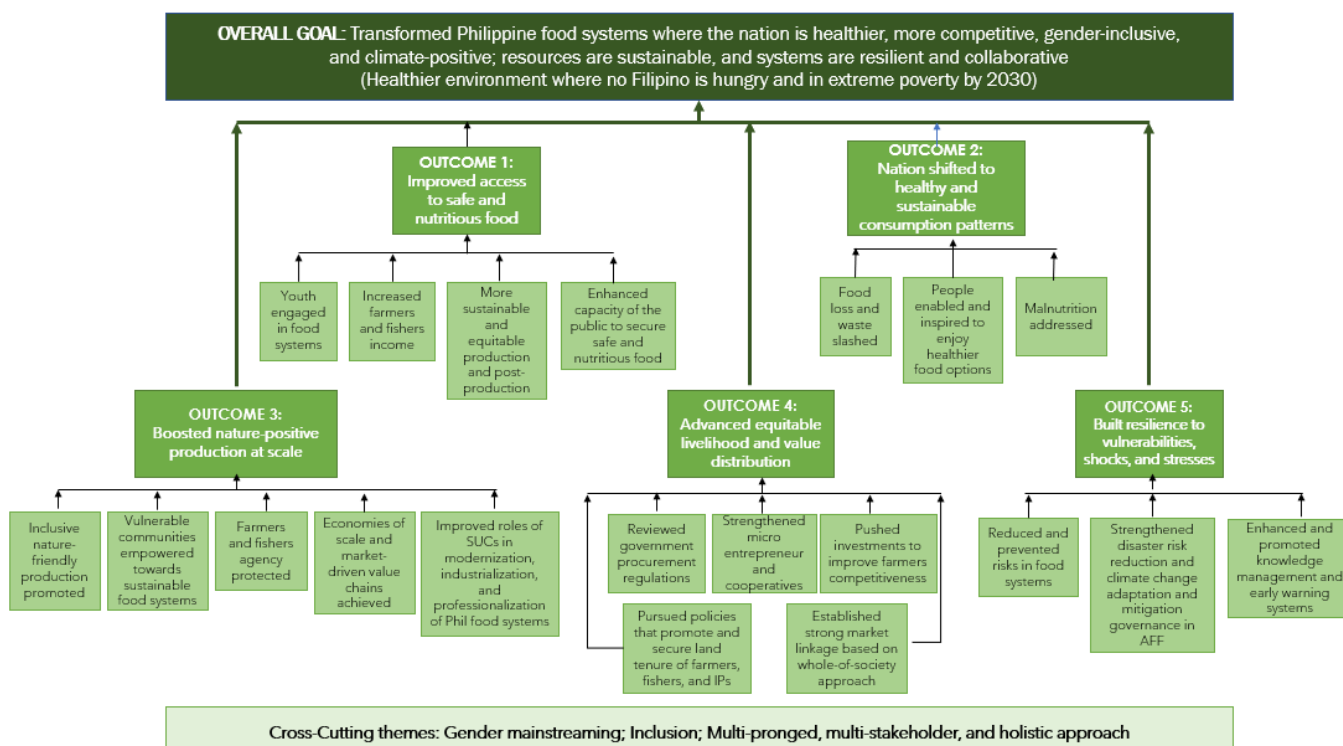 OVERALL GOAL: Transformed Philippine food systems where the nation is healthier, more competitive, gender-inclusive,
and climate-positive; resources are sustainable, and systems are resilient and collaborative
(Healthier environment where no Filipino is hungry and in extreme poverty by 2030)
OUTCOME 1:
Improved access
to safe and
nutritious food
OUTCOME 2:
Nation shifted to
healthy and
sustainable
consumption patterns
Youth
engaged in
food
systems
Increased
farmers
and fishers
income
More
sustainable
and
equitable
production
and post-
production
Enhanced
capacity of the
public to secure
safe and
nutritious food
Food
loss and
waste
slashed
People
enabled and
inspired to
enjoy
healthier
food options
Malnutrition
addressed
OUTCOME 3:
Boosted nature-positive
production at scale
OUTCOME 4:
Advanced equitable
livelihood and value
distribution
OUTCOME 5:
Built resilience to
vulnerabilities,
shocks, and stresses
Inclusive
nature-
friendly
production
promoted
Vulnerable
communities
empowered
towards
sustainable
food systems
Farmers
and fishers
agency
protected
Economies of
scale and
market-
driven value
chains
achieved
Improved roles of
SUCs in
modernization,
industrialization,
and
professionalization
of Phil food systems
Reviewed
government
procurement
regulations
Strengthened
micro
entrepreneur
and
cooperatives
Pushed
investments to
improve farmers
competitiveness
Pursued policies
that promote and
secure land
tenure of farmers,
fishers, and IPs
Established
strong market
linkage based on
whole-of-society
approach
Reduced and
prevented
risks in food
systems
Strengthened
disaster risk
reduction and
climate change
adaptation and
mitigation
governance in
AFF
Enhanced and
promoted
knowledge
management and
early warning
systems
Cross-Cutting themes: Gender mainstreaming; Inclusion; Multi-pronged, multi-stakeholder, and holistic approach